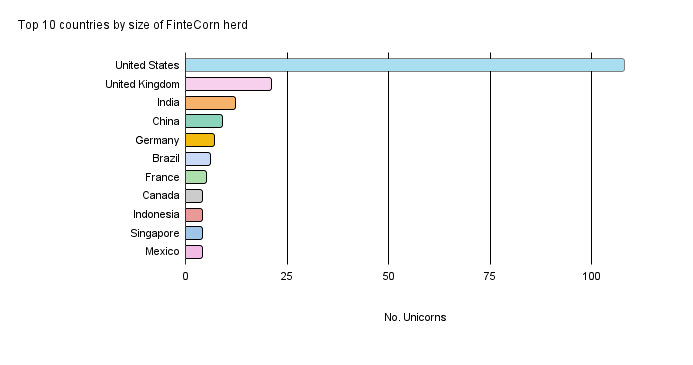 Top 10 countries by size of FinteCorn herd
United States
United Kingdom
India
China
Germany
Brazil
France
Canada
Indonesia
Singapore
Mexico
0 25 50 75 100
No. Unicorns